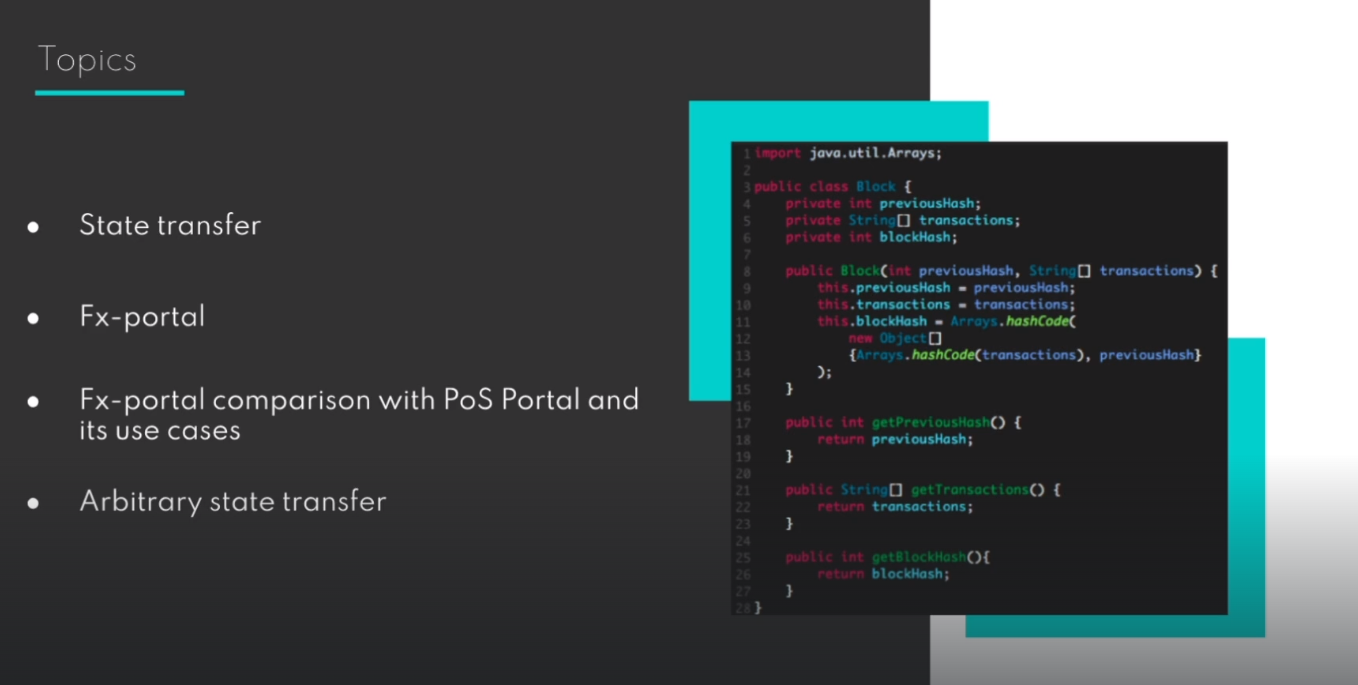 Topics
State transfer
Fx-portal
Fx-portal comparison with PoS Portal and
its use cases
Arbitrary state transfer
1 import java.util.Arrays;
2
3 public class Block {
4     private int previousHash;
5     private String[] transactions;
6     private int blockHash;
7
8     public Block(int previousHash, String[] transactions) {
9         this.previousHash = previousHash;
10         this.transactions = transactions;
11         this.blockHash = Arrays.hashCode(
12             new Object[]
13             {Arrays.hashCode(transactions), previousHash}
14         );
15     }
16
17     public int getPreviousHash() {
18         return previousHash;
19     }
20
21     public String[] getTransactions() {
22         return transactions;
23     }
24
25     public int getBlockHash(){
26         return blockHash;
27     }
28 }